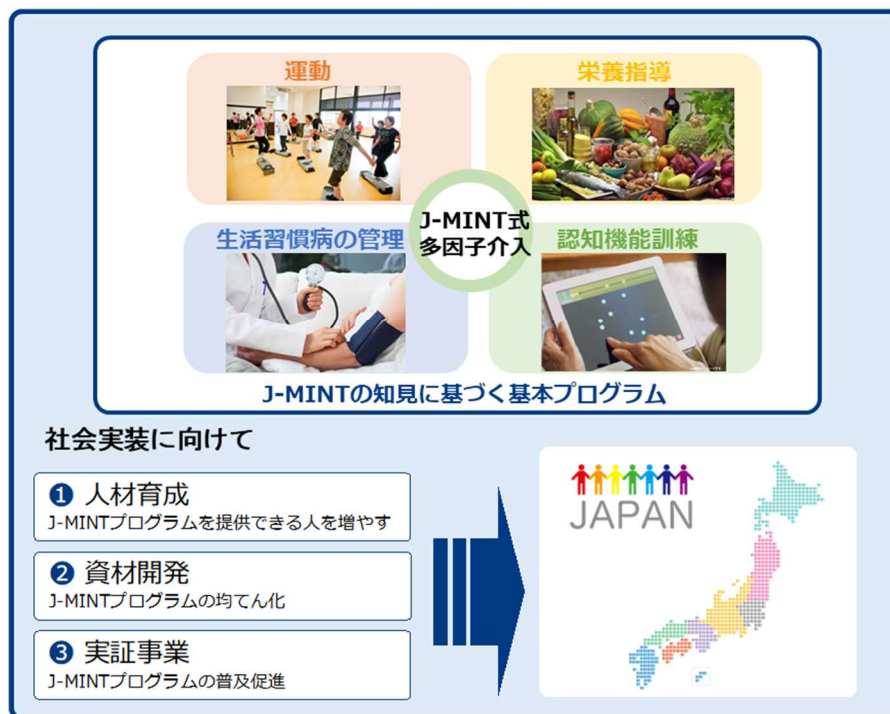 運動
栄養指導
J-MINT式
多因子介入
生活習慣病の管理
認知機能訓練
J-MINTの知見に基づく基本プログラム
社会実装に向けて
❶ 人材育成
J-MINTプログラムを提供できる人を増やす
❷ 資材開発
J-MINTプログラムの均てん化
❸ 実証事業
J-MINTプログラムの普及促進
JAPAN